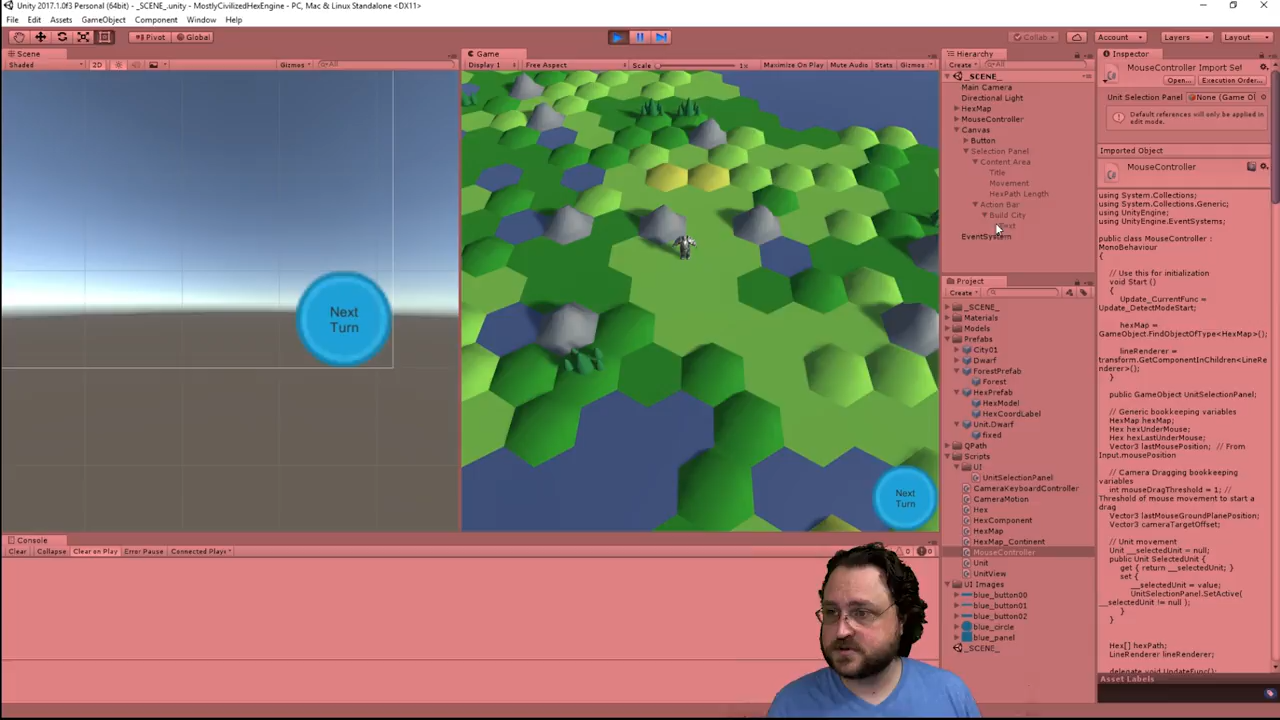 Unity 2017.1.0f3 Personal (64bit) - _SCENE_.unity - MostlyCivilizedHexEngine - PC, Mac & Linux Standalone <DX11>
File Edit Assets GameObject Component Window Help
Pivot Global Collab Account Layers Layout
Scene
Shaded 2D Gizmos All
Next
Turn
Game
Display 1 Free Aspect Scale 1x Maximize On Play Mute Audio Stats Gizmos
Next
Turn
Console
Clear Collapse Clear on Play Error Pause Connected Player
0 0
Hierarchy
Create All
_SCENE_
Main Camera
Directional Light
HexMap
MouseController
Canvas
Button
Selection Panel
Content Area
Title
Movement
HexPath Length
Action Bar
Build City
EventSystem
Project
Create
_SCENE_
Materials
Models
Prefabs
City01
Dwarf
ForestPrefab
Forest
HexPrefab
HexModel
HexCoordLabel
Unit.Dwarf
fixed
QPath
Scripts
UI
UnitSelectionPanel
CameraKeyboardController
CameraMotion
Hex
HexComponent
HexMap
HexMap_Continent
MouseController
Unit
UnitView
UI Images
blue_button00
blue_button01
blue_button02
blue_circle
blue_panel
_SCENE_
Inspector
MouseController Import Set
Open... Execution Order...
Unit Selection Panel None (Game O
Default references will only be applied in
edit mode.
Imported Object
MouseController
using System.Collections;
using System.Collections.Generic;
using UnityEngine;
using UnityEngine.EventSystems;
public class MouseController :
MonoBehaviour
{
// Use this for initialization
void Start ()
{
Update_CurrentFunc =
Update_DetectModeStart;
hexMap =
GameObject.FindObjectOfType<HexMap>();
lineRenderer =
transform.GetComponentInChildren<LineRe
nderer>();
}
public GameObject UnitSelectionPanel;
// Generic bookkeeping variables
HexMap hexMap;
Hex hexUnderMouse;
Hex hexLastUnderMouse;
Vector3 lastMousePosition; // From
Input.mousePosition
// Camera Dragging bookkeeping
variables
int mouseDragThreshold = 1; //
Threshold of mouse movement to start a
drag
Vector3 lastMouseGroundPlanePosition;
Vector3 cameraTargetOffset;
// Unit movement
Unit __selectedUnit = null;
public Unit SelectedUnit {
get { return __selectedUnit; }
set {
__selectedUnit = value;
UnitSelectionPanel.SetActive(
__selectedUnit != null );
}
}
Hex[] hexPath;
LineRenderer lineRenderer;
delegate void UpdateFunc();
Asset Labels